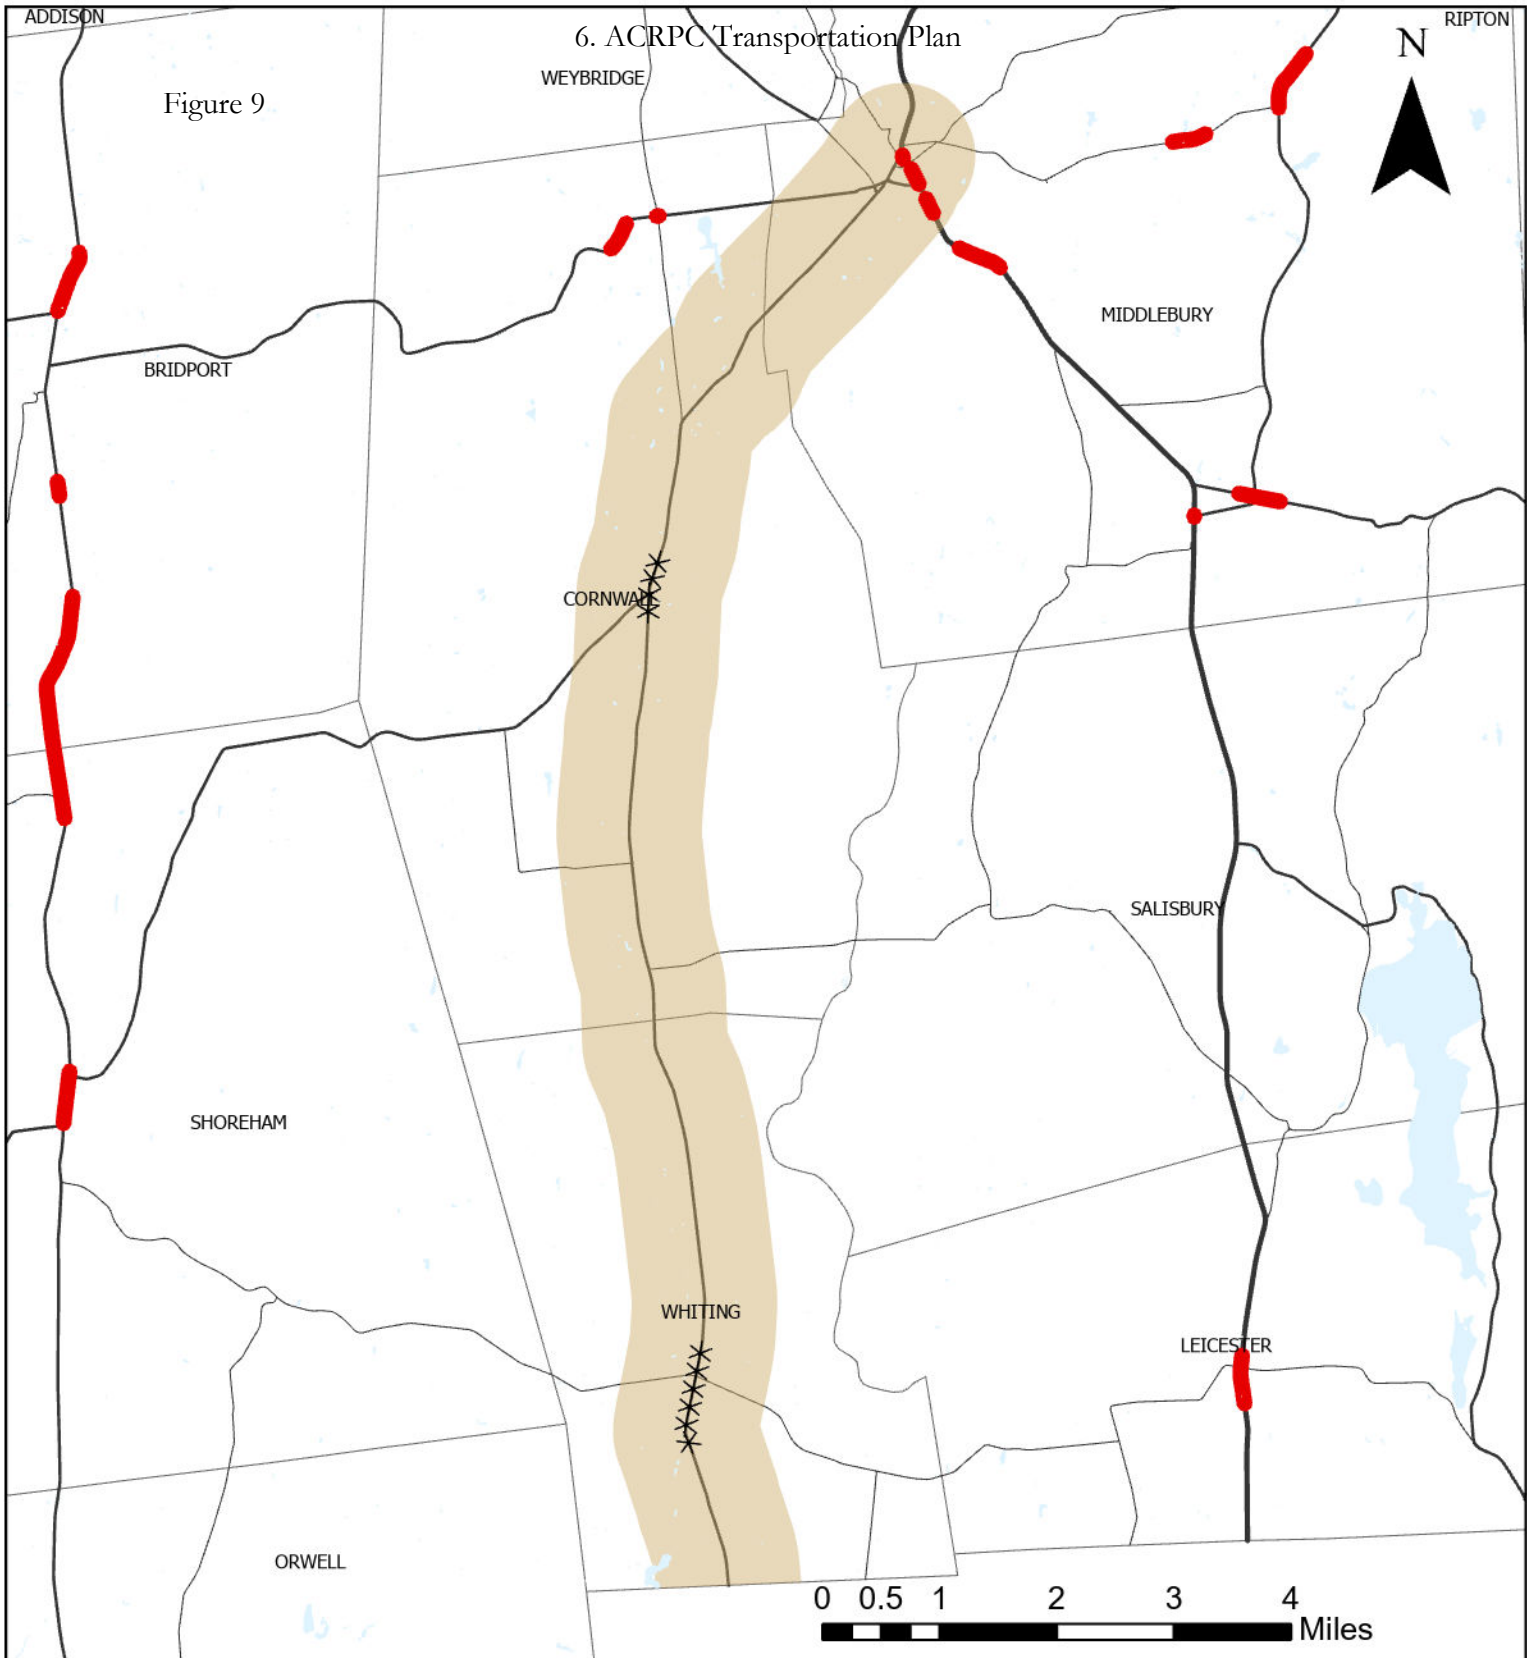 ADDISON
6. ACRPC Transportation Plan
RIPTON
N
WEYBRIDGE
Figure 9
MIDDLEBURY
BRIDPORT
CORNWALL
SALISBURY
SHOREHAM
WHITING
LEICESTER
ORWELL
0 0.5 1 2 3 4
Miles